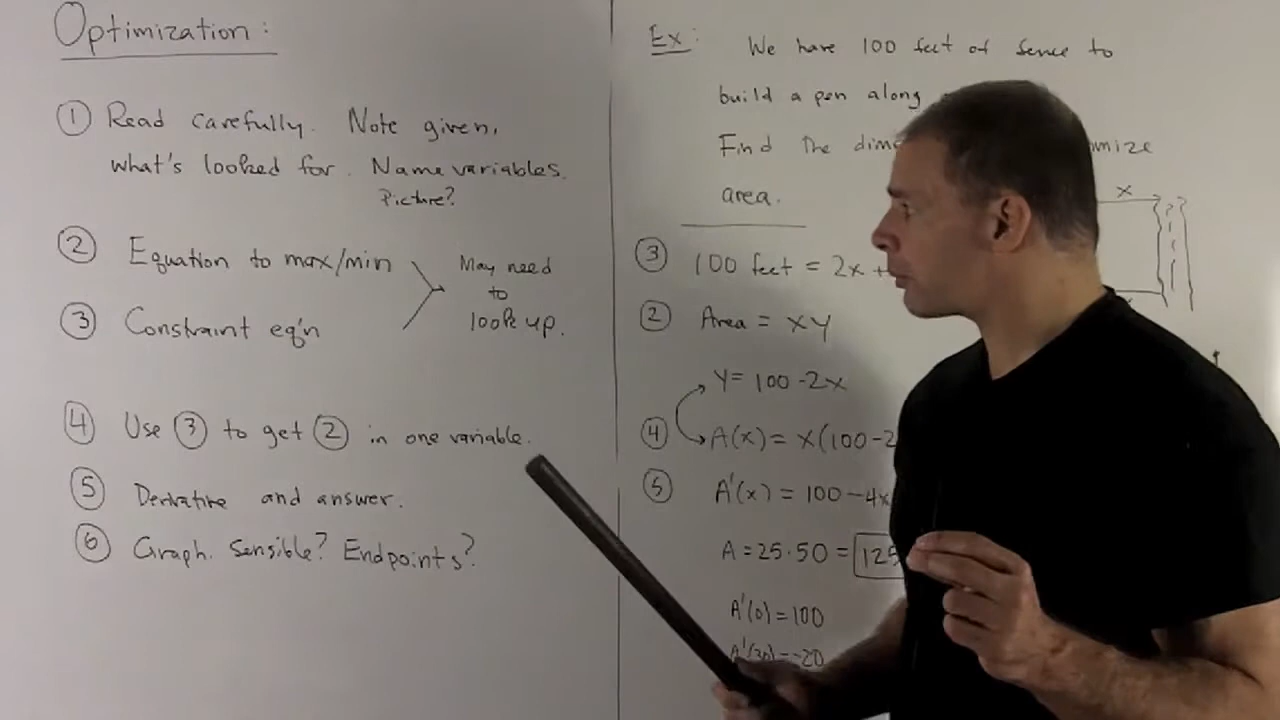 Optimization:
① Read carefully. Note given,
what's looked for. Name variables.
Picture?
② Equation to max/min
③ Constraint eq'n
May need
to
look up.
④ Use ③ to get ② in one variable.
⑤ Derivative and answer.
⑥ Graph. Sensible? Endpoints?
Ex: We have 100 feet of fence to
build a pen along
Find the
area.
x
③ 100 feet = 2x +
② Area = xy
y = 100 - 2x
④ A(x) = x(100 - 2
⑤ A'(x) = 100 - 4x
A = 25·50 = 125
A'(0) = 100
A'(30) = -20